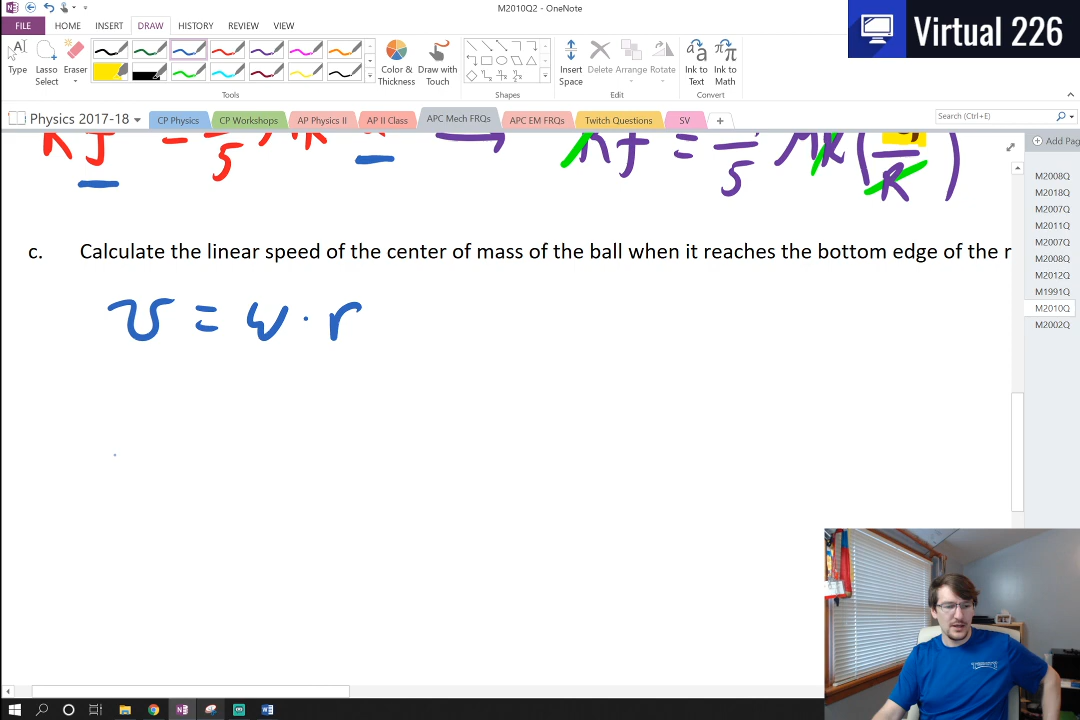 M2010Q2 - OneNote
FILE HOME INSERT DRAW HISTORY REVIEW VIEW
Virtual 226
Type Lasso Select Eraser Color & Thickness Draw with Touch Insert Space Delete Arrange Rotate Ink to Text Ink to Math
Tools Shapes Edit Convert
Physics 2017-18 CP Physics CP Workshops AP Physics II AP II Class APC Mech FRQs APC EM FRQs Twitch Questions SV
Search (Ctrl+E)
Add Pag
M2008Q
M2018Q
M2007Q
M2011Q
M2007Q
M2008Q
M2012Q
M1991Q
M2010Q
M2002Q
c. Calculate the linear speed of the center of mass of the ball when it reaches the bottom edge of the r
v = ω · r